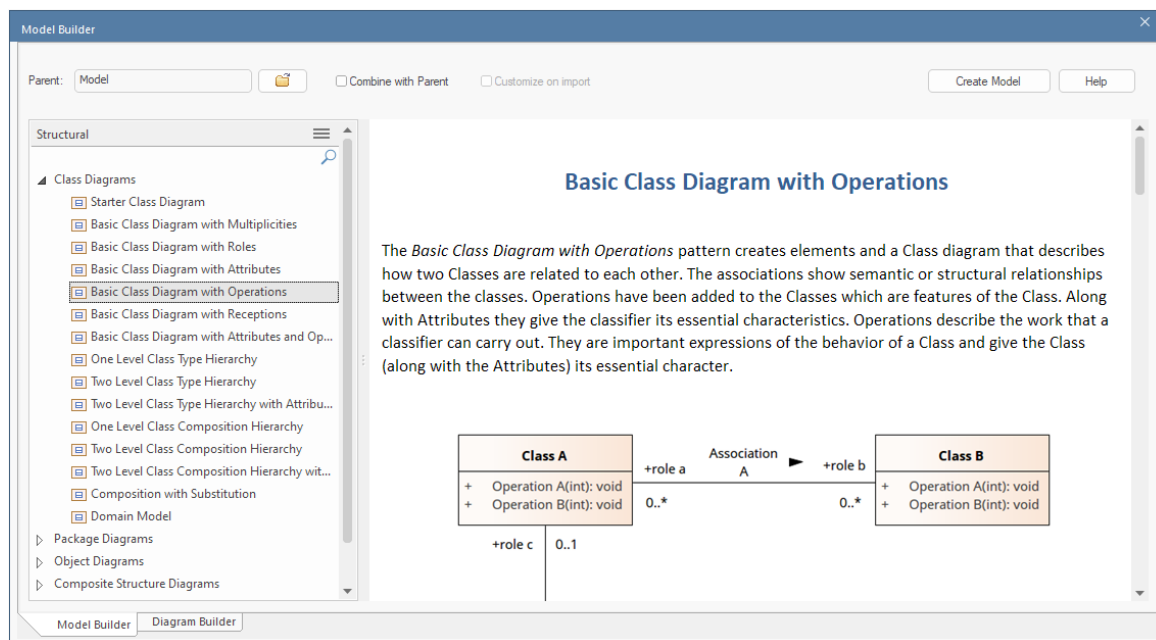 Model Builder
Parent: Model Combine with Parent Customize on import Create Model Help
Structural
Class Diagrams
Starter Class Diagram
Basic Class Diagram with Multiplicities
Basic Class Diagram with Roles
Basic Class Diagram with Attributes
Basic Class Diagram with Operations
Basic Class Diagram with Receptions
Basic Class Diagram with Attributes and Op...
One Level Class Type Hierarchy
Two Level Class Type Hierarchy
Two Level Class Type Hierarchy with Attribu...
One Level Class Composition Hierarchy
Two Level Class Composition Hierarchy
Two Level Class Composition Hierarchy wit...
Composition with Substitution
Domain Model
Package Diagrams
Object Diagrams
Composite Structure Diagrams
Basic Class Diagram with Operations
The Basic Class Diagram with Operations pattern creates elements and a Class diagram that describes
how two Classes are related to each other. The associations show semantic or structural relationships
between the classes. Operations have been added to the Classes which are features of the Class. Along
with Attributes they give the classifier its essential characteristics. Operations describe the work that a
classifier can carry out. They are important expressions of the behavior of a Class and give the Class
(along with the Attributes) its essential character.
Class A
+ Operation A(int): void
+ Operation B(int): void
+role a
0..*
Association
A
+role b
0..*
Class B
+ Operation A(int): void
+ Operation B(int): void
+role c 0..1
Model Builder Diagram Builder